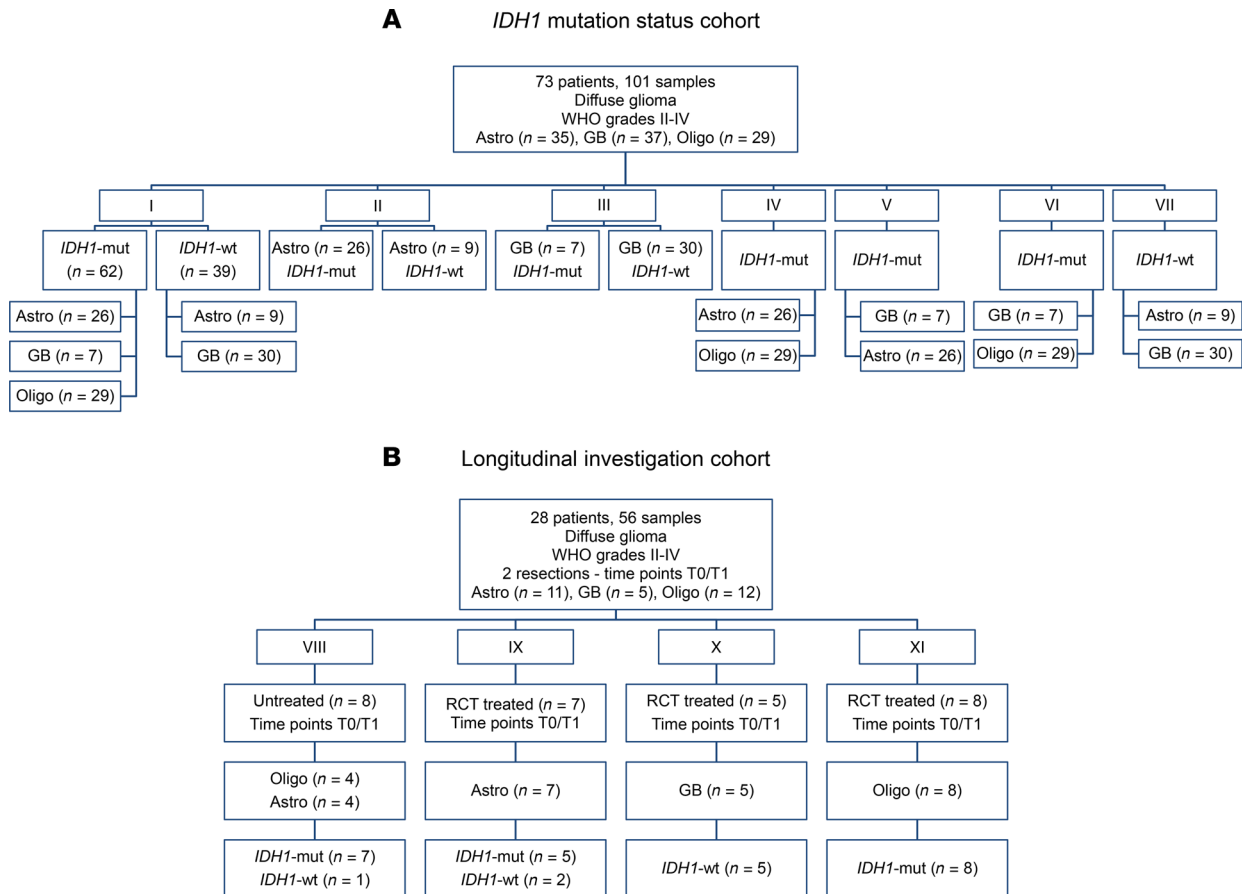 A
IDH1 mutation status cohort
73 patients, 101 samples
Diffuse glioma
WHO grades II-IV
Astro (n = 35), GB (n = 37), Oligo (n = 29)
I
II
III
IV
V
VI
VII
IDH1-mut
(n = 62)
IDH1-wt
(n = 39)
Astro (n = 26)
IDH1-mut
Astro (n = 9)
IDH1-wt
GB (n = 7)
IDH1-mut
GB (n = 30)
IDH1-wt
IDH1-mut
IDH1-mut
IDH1-mut
IDH1-wt
Astro (n = 26)
GB (n = 7)
Oligo (n = 29)
Astro (n = 9)
GB (n = 30)
Astro (n = 26)
Oligo (n = 29)
GB (n = 7)
Astro (n = 26)
GB (n = 7)
Oligo (n = 29)
Astro (n = 9)
GB (n = 30)
B
Longitudinal investigation cohort
28 patients, 56 samples
Diffuse glioma
WHO grades II-IV
2 resections - time points T0/T1
Astro (n = 11), GB (n = 5), Oligo (n = 12)
VIII
IX
X
XI
Untreated (n = 8)
Time points T0/T1
RCT treated (n = 7)
Time points T0/T1
RCT treated (n = 5)
Time points T0/T1
RCT treated (n = 8)
Time points T0/T1
Oligo (n = 4)
Astro (n = 4)
Astro (n = 7)
GB (n = 5)
Oligo (n = 8)
IDH1-mut (n = 7)
IDH1-wt (n = 1)
IDH1-mut (n = 5)
IDH1-wt (n = 2)
IDH1-wt (n = 5)
IDH1-mut (n = 8)